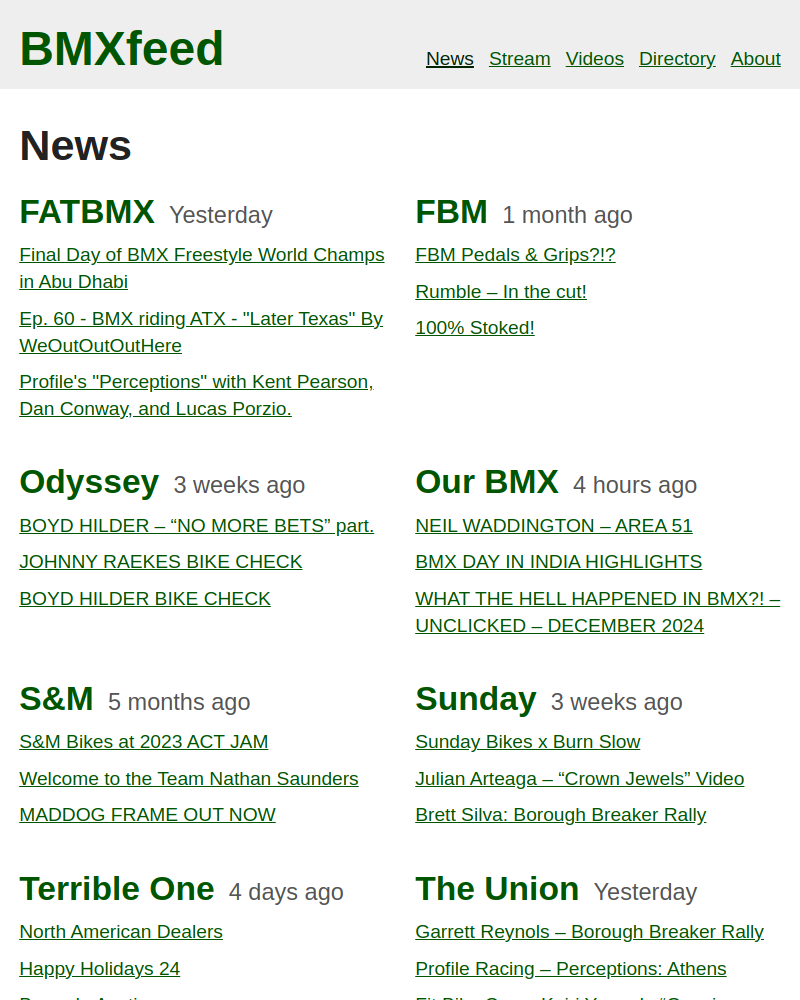 BMXfeed
News Stream Videos Directory About
News
FATBMX Yesterday
Final Day of BMX Freestyle World Champs
in Abu Dhabi
Ep. 60 - BMX riding ATX - "Later Texas" By
WeOutOutOutHere
Profile's "Perceptions" with Kent Pearson,
Dan Conway, and Lucas Porzio.
FBM 1 month ago
FBM Pedals & Grips?!?
Rumble – In the cut!
100% Stoked!
Odyssey 3 weeks ago
BOYD HILDER – “NO MORE BETS” part.
JOHNNY RAEKES BIKE CHECK
BOYD HILDER BIKE CHECK
Our BMX 4 hours ago
NEIL WADDINGTON – AREA 51
BMX DAY IN INDIA HIGHLIGHTS
WHAT THE HELL HAPPENED IN BMX?! –
UNCLICKED – DECEMBER 2024
S&M 5 months ago
S&M Bikes at 2023 ACT JAM
Welcome to the Team Nathan Saunders
MADDOG FRAME OUT NOW
Sunday 3 weeks ago
Sunday Bikes x Burn Slow
Julian Arteaga – “Crown Jewels” Video
Brett Silva: Borough Breaker Rally
Terrible One 4 days ago
North American Dealers
Happy Holidays 24
The Union Yesterday
Garrett Reynols – Borough Breaker Rally
Profile Racing – Perceptions: Athens